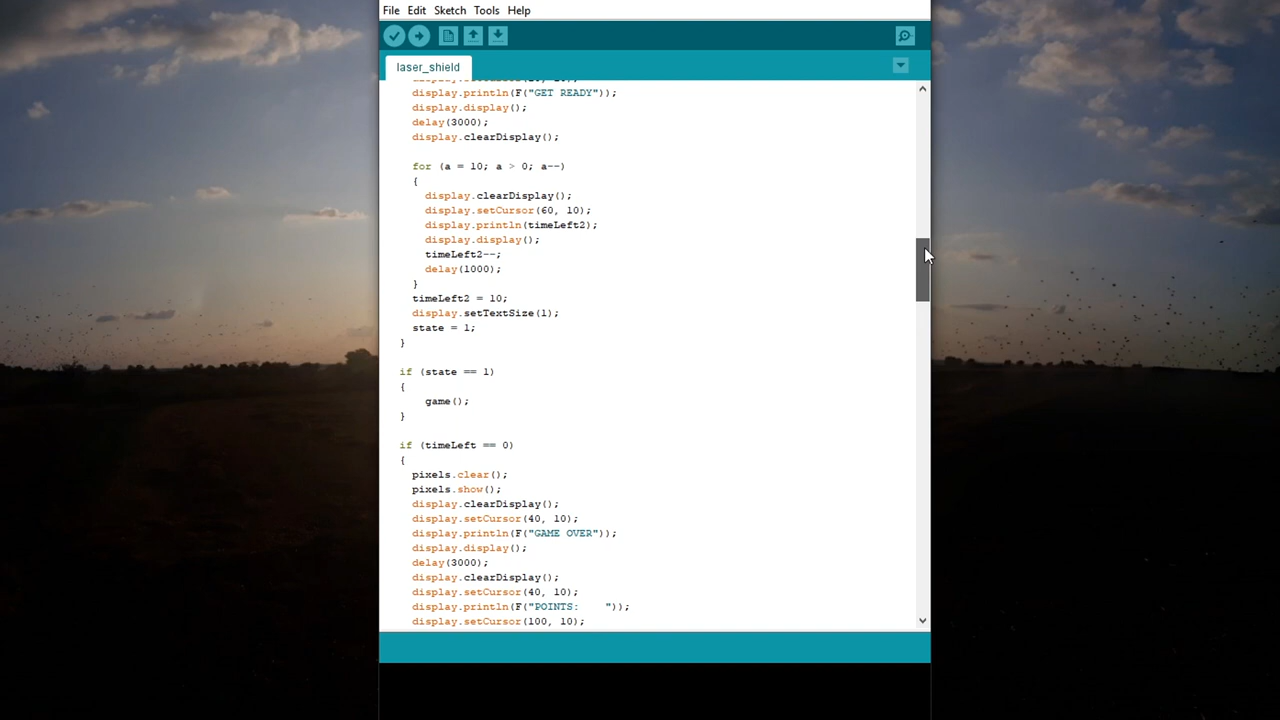 File Edit Sketch Tools Help
laser_shield
display.println(F("GET READY"));
display.display();
delay(3000);
display.clearDisplay();
for (a = 10; a > 0; a--)
{
display.clearDisplay();
display.setCursor(60, 10);
display.println(timeLeft2);
display.display();
timeLeft2--;
delay(1000);
}
timeLeft2 = 10;
display.setTextSize(1);
state = 1;
}
if (state == 1)
{
game();
}
if (timeLeft == 0)
{
pixels.clear();
pixels.show();
display.clearDisplay();
display.setCursor(40, 10);
display.println(F("GAME OVER"));
display.display();
delay(3000);
display.clearDisplay();
display.setCursor(40, 10);
display.println(F("POINTS:    "));
display.setCursor(100, 10);